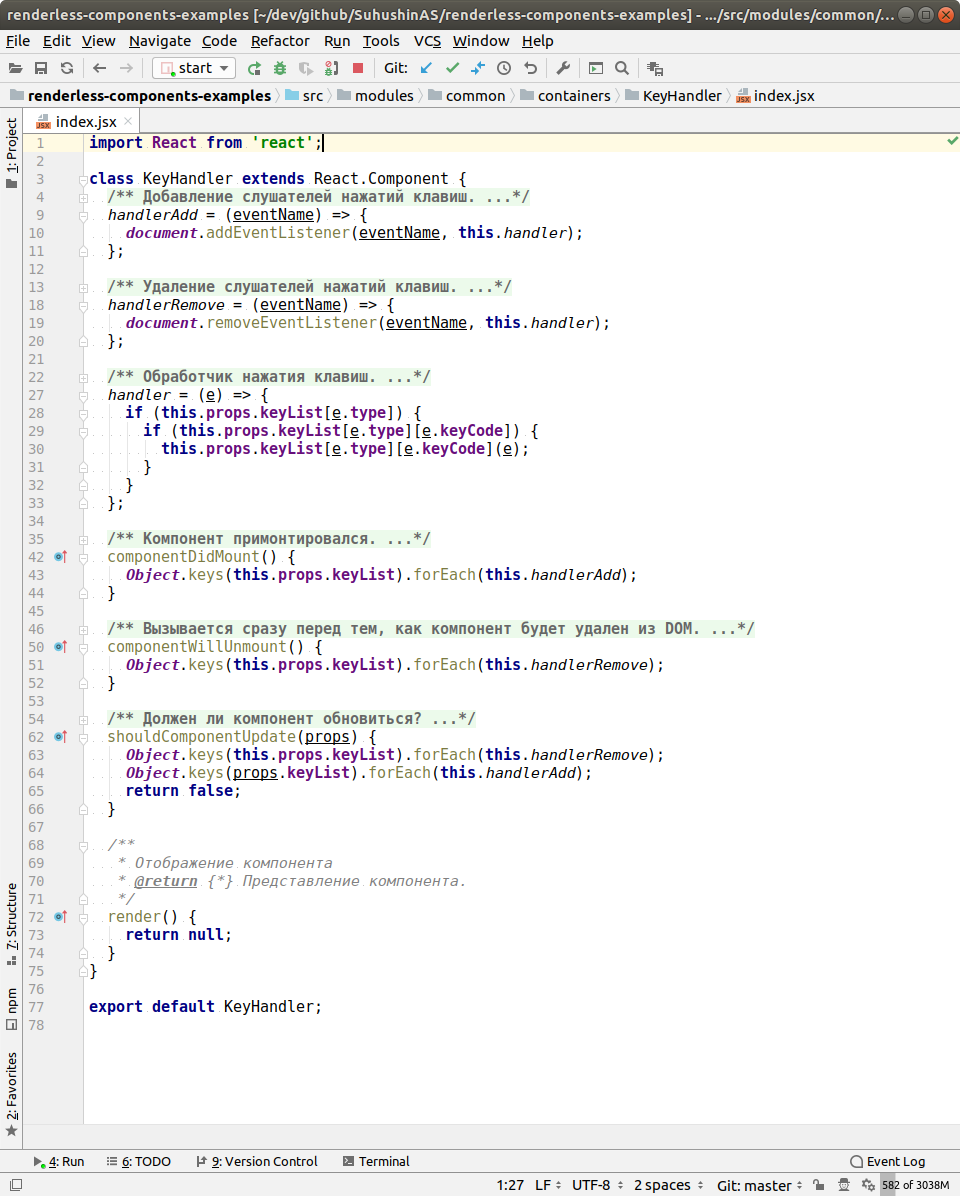 renderless-components-examples [~/dev/github/SuhushinAS/renderless-components-examples] - .../src/modules/common/...
File Edit View Navigate Code Refactor Run Tools VCS Window Help
start Git:
renderless-components-examples src modules common containers KeyHandler index.jsx
index.jsx
1: Project
7: Structure
npm
2: Favorites
1 import React from 'react';
2
3 class KeyHandler extends React.Component {
4 /** Добавление слушателей нажатий клавиш. ...*/
9 handlerAdd = (eventName) => {
10 document.addEventListener(eventName, this.handler);
11 };
12
13 /** Удаление слушателей нажатий клавиш. ...*/
18 handlerRemove = (eventName) => {
19 document.removeEventListener(eventName, this.handler);
20 };
21
22 /** Обработчик нажатия клавиш. ...*/
27 handler = (e) => {
28 if (this.props.keyList[e.type]) {
29 if (this.props.keyList[e.type][e.keyCode]) {
30 this.props.keyList[e.type][e.keyCode](e);
31 }
32 }
33 };
34
35 /** Компонент примонтировался. ...*/
42 componentDidMount() {
43 Object.keys(this.props.keyList).forEach(this.handlerAdd);
44 }
45
46 /** Вызывается сразу перед тем, как компонент будет удален из DOM. ...*/
50 componentWillUnmount() {
51 Object.keys(this.props.keyList).forEach(this.handlerRemove);
52 }
53
54 /** Должен ли компонент обновиться? ...*/
62 shouldComponentUpdate(props) {
63 Object.keys(this.props.keyList).forEach(this.handlerRemove);
64 Object.keys(props.keyList).forEach(this.handlerAdd);
65 return false;
66 }
67
68 /**
69 * Отображение компонента
70 * @return {*} Представление компонента.
71 */
72 render() {
73 return null;
74 }
75 }
76
77 export default KeyHandler;
78
4: Run 6: TODO 9: Version Control Terminal Event Log
1:27 LF UTF-8 2 spaces Git: master 582 of 3038M